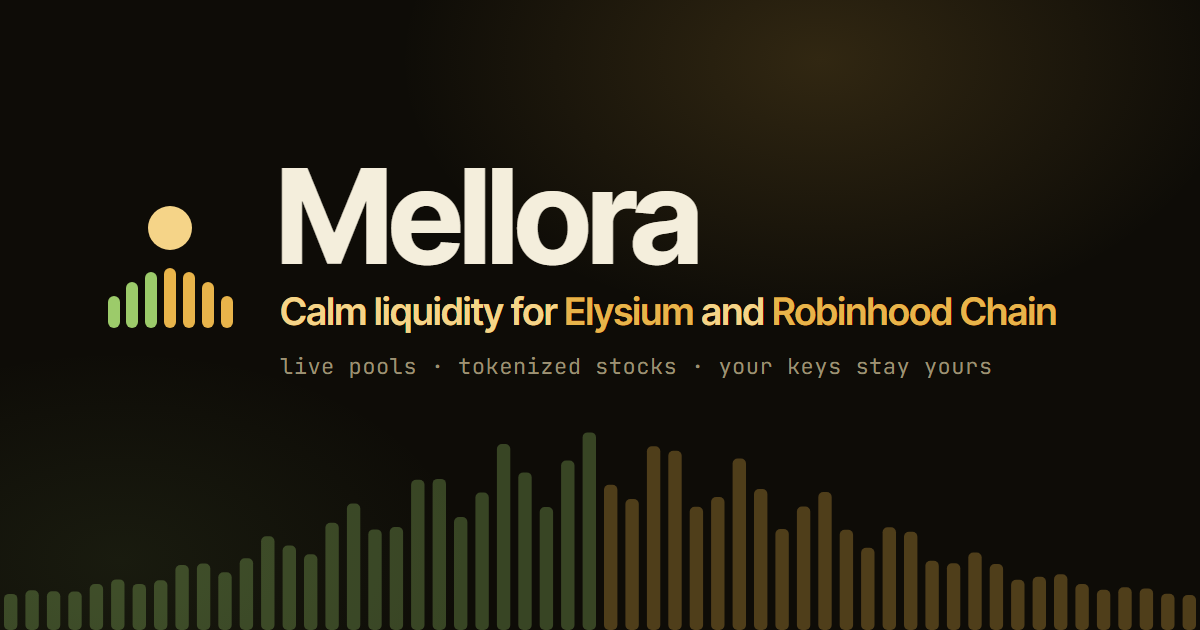 Mellora
Calm liquidity for Elysium and Robinhood Chain
live pools · tokenized stocks · your keys stay yours